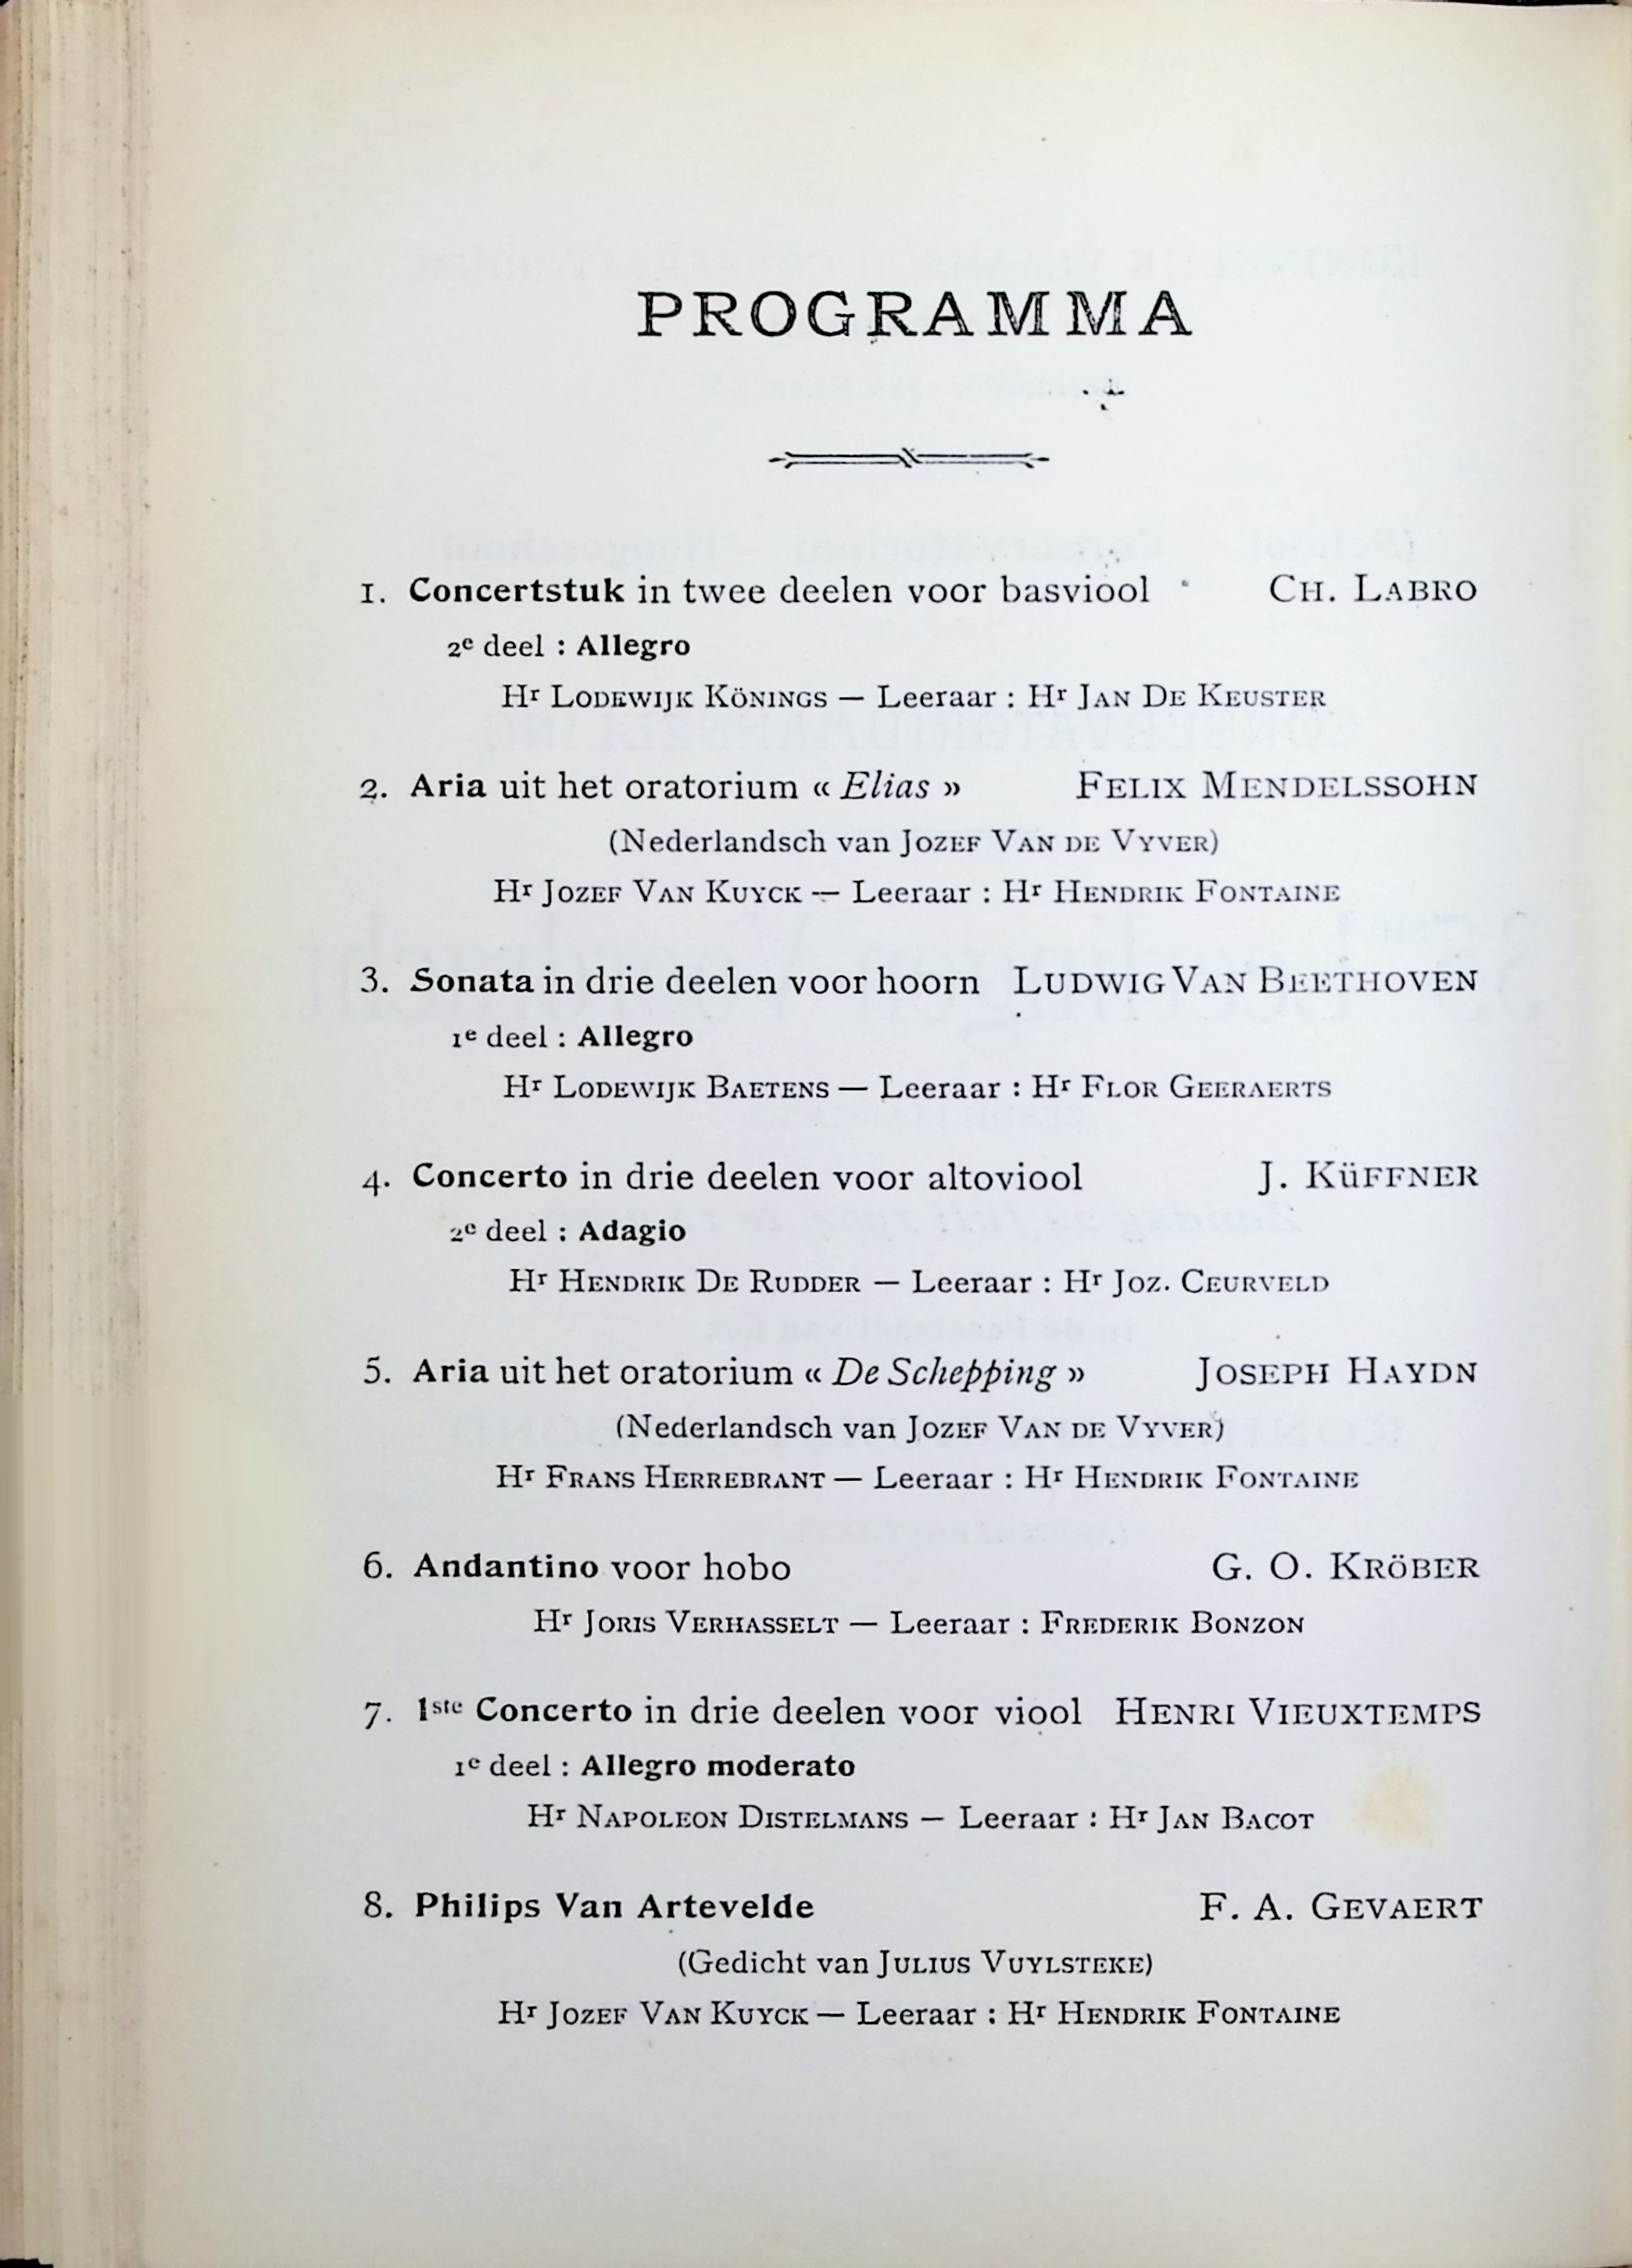 PROGRAMMA
1. Concertstuk in twee deelen voor basviool CH. LABRO
2e deel : Allegro
Hr LODEWIJK KÖNINGS — Leeraar : Hr JAN DE KEUSTER
2. Aria uit het oratorium « Elias » FELIX MENDELSSOHN
(Nederlandsch van JOZEF VAN DE VYVER)
Hr JOZEF VAN KUYCK — Leeraar : Hr HENDRIK FONTAINE
3. Sonata in drie deelen voor hoorn LUDWIG VAN BEETHOVEN
1e deel : Allegro
Hr LODEWIJK BAETENS — Leeraar : Hr FLOR GEERAERTS
4. Concerto in drie deelen voor altoviool J. KÜFFNER
2e deel : Adagio
Hr HENDRIK DE RUDDER — Leeraar : Hr JOZ. CEURVELD
5. Aria uit het oratorium « De Schepping » JOSEPH HAYDN
(Nederlandsch van JOZEF VAN DE VYVER)
Hr FRANS HERREBRANT — Leeraar : Hr HENDRIK FONTAINE
6. Andantino voor hobo G. O. KRÖBER
Hr JORIS VERHASSELT — Leeraar : FREDERIK BONZON
7. 1ste Concerto in drie deelen voor viool HENRI VIEUXTEMPS
1e deel : Allegro moderato
Hr NAPOLEON DISTELMANS — Leeraar : Hr JAN BACOT
8. Philips Van Artevelde F. A. GEVAERT
(Gedicht van JULIUS VUYLSTEKE)
Hr JOZEF VAN KUYCK — Leeraar : Hr HENDRIK FONTAINE